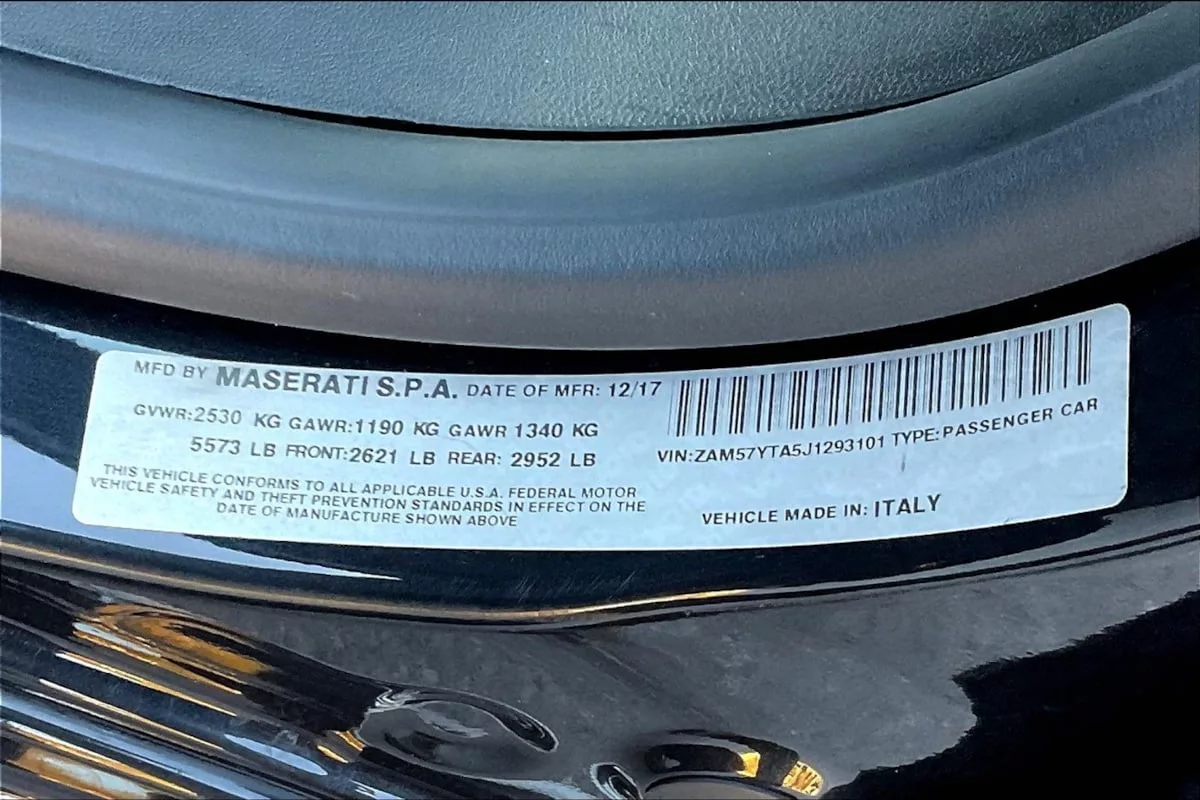 MFD BY MASERATI S.P.A. DATE OF MFR: 12/17
GVWR:2530 KG GAWR:1190 KG GAWR 1340 KG
5573 LB FRONT:2621 LB REAR: 2952 LB
THIS VEHICLE CONFORMS TO ALL APPLICABLE U.S.A. FEDERAL MOTOR
VEHICLE SAFETY AND THEFT PREVENTION STANDARDS IN EFFECT ON THE
DATE OF MANUFACTURE SHOWN ABOVE
VIN:ZAM57YTA5J1293101 TYPE:PASSENGER CAR
VEHICLE MADE IN: ITALY